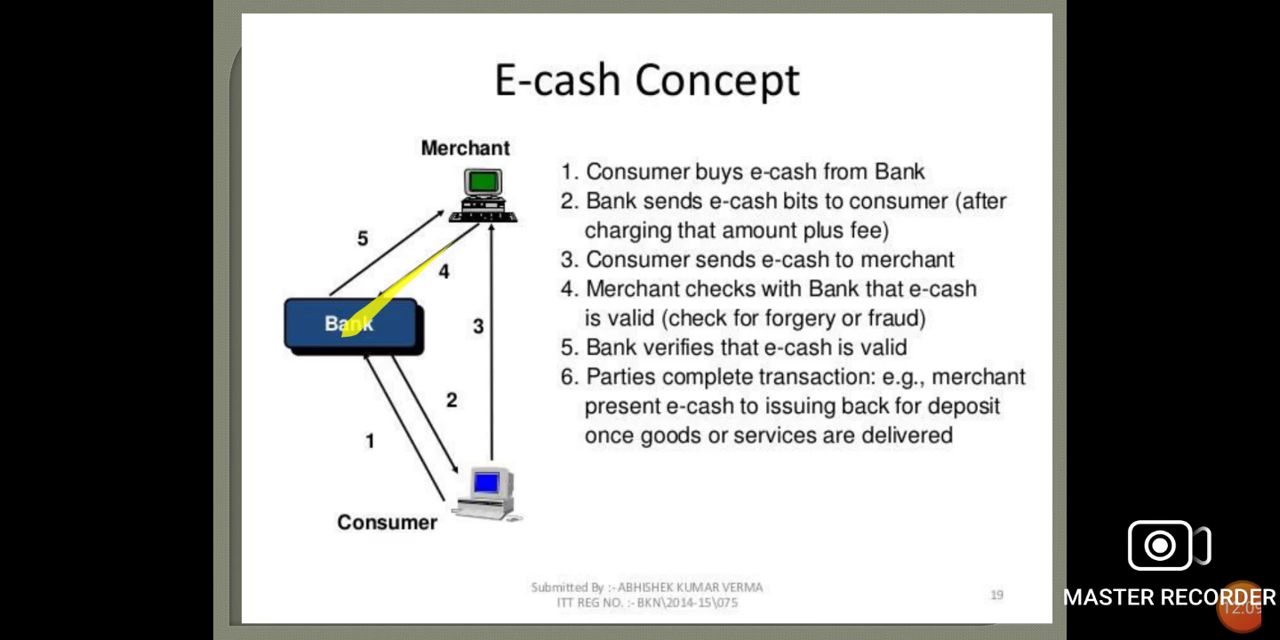 E-cash Concept
Merchant
5
4
Bank
3
2
1
Consumer
1. Consumer buys e-cash from Bank
2. Bank sends e-cash bits to consumer (after
charging that amount plus fee)
3. Consumer sends e-cash to merchant
4. Merchant checks with Bank that e-cash
is valid (check for forgery or fraud)
5. Bank verifies that e-cash is valid
6. Parties complete transaction: e.g., merchant
present e-cash to issuing back for deposit
once goods or services are delivered
Submitted By :- ABHISHEK KUMAR VERMA
ITT REG NO. :- BKN\2014-15\075
19
MASTER RECORDER